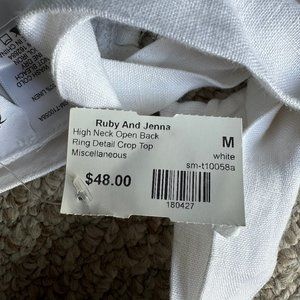 Ruby And Jenna
High Neck Open Back
Ring Detail Crop Top
Miscellaneous
M
white
sm-t10058a
$48.00
180427